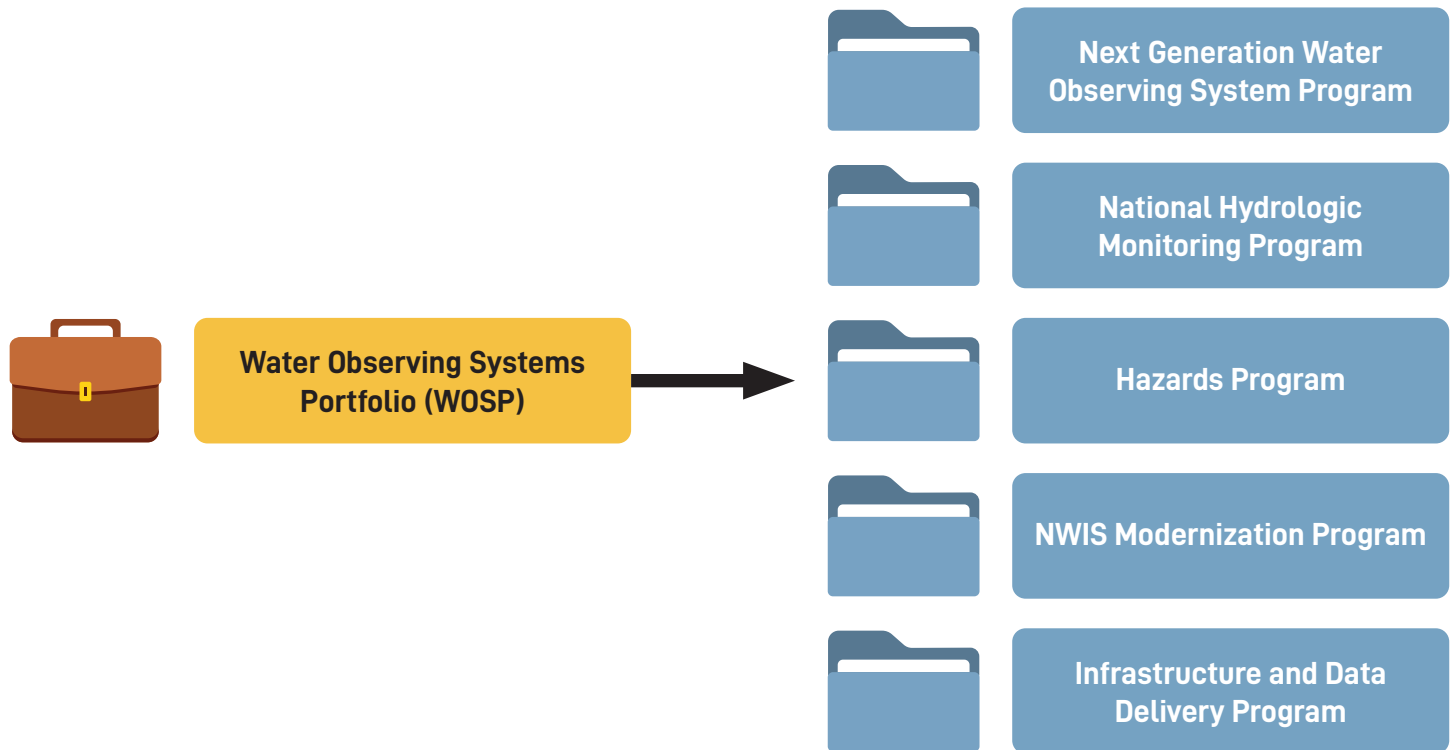 Next Generation Water
Observing System Program
National Hydrologic
Monitoring Program
Water Observing Systems
Portfolio (WOSP)
Hazards Program
NWIS Modernization Program
Infrastructure and Data
Delivery Program